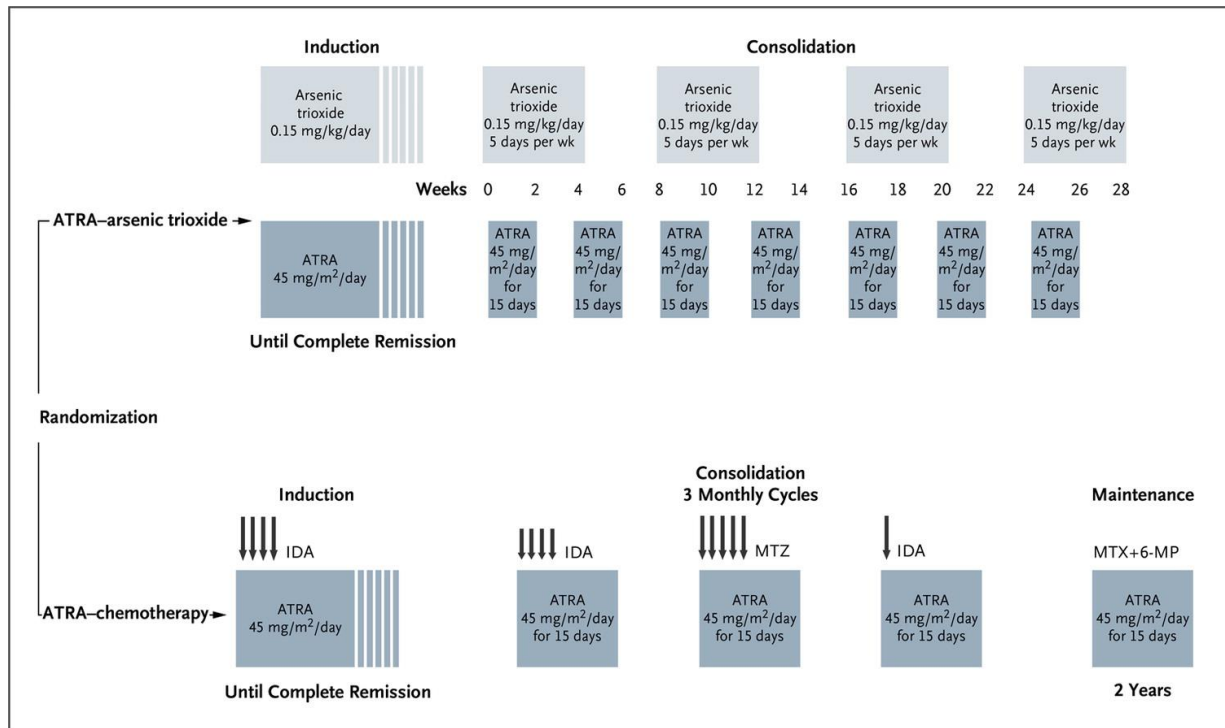 Induction
Consolidation
Arsenic
trioxide
0.15 mg/kg/day
Arsenic
trioxide
0.15 mg/kg/day
5 days per wk
Arsenic
trioxide
0.15 mg/kg/day
5 days per wk
Arsenic
trioxide
0.15 mg/kg/day
5 days per wk
Arsenic
trioxide
0.15 mg/kg/day
5 days per wk
Weeks 0 2 4 6 8 10 12 14 16 18 20 22 24 26 28
ATRA–arsenic trioxide
ATRA
45 mg/m²/day
ATRA
45 mg/
m²/day
for
15 days
ATRA
45 mg/
m²/day
for
15 days
ATRA
45 mg/
m²/day
for
15 days
ATRA
45 mg/
m²/day
for
15 days
ATRA
45 mg/
m²/day
for
15 days
ATRA
45 mg/
m²/day
for
15 days
ATRA
45 mg/
m²/day
for
15 days
Until Complete Remission
Randomization
Induction
Consolidation
3 Monthly Cycles
Maintenance
IDA
IDA
MTZ
IDA
MTX+6-MP
ATRA–chemotherapy
ATRA
45 mg/m²/day
ATRA
45 mg/m²/day
for 15 days
ATRA
45 mg/m²/day
for 15 days
ATRA
45 mg/m²/day
for 15 days
ATRA
45 mg/m²/day
for 15 days
Until Complete Remission
2 Years